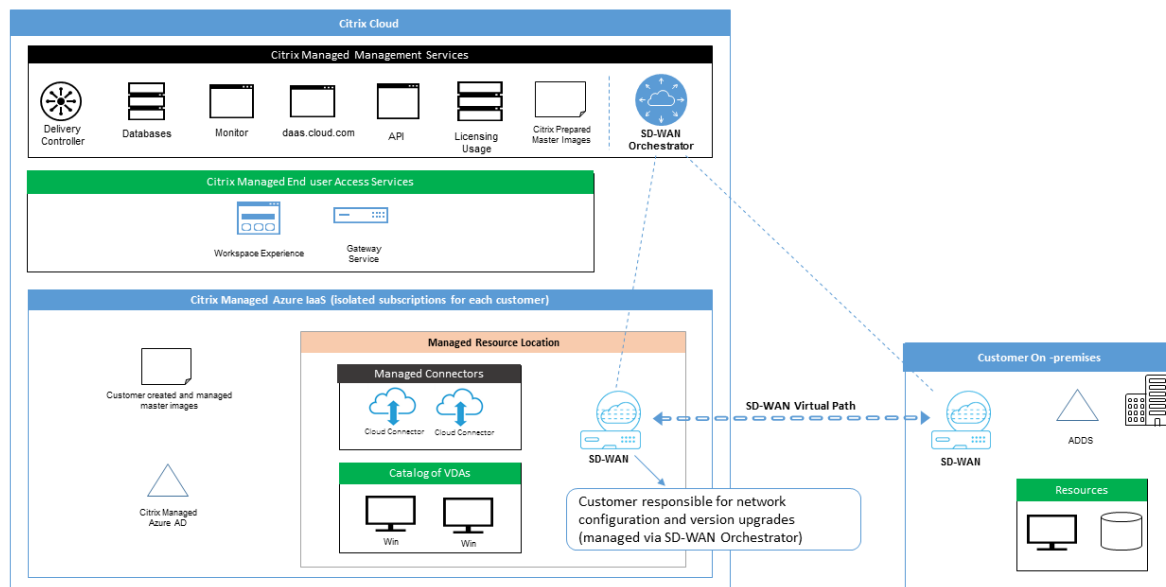 Citrix Cloud
Citrix Managed Management Services
Delivery
Controller
Databases
Monitor
daas.cloud.com
API
Licensing
Usage
Citrix Prepared
Master Images
SD-WAN
Orchestrator
Citrix Managed End user Access Services
Workspace Experience
Gateway
Service
Citrix Managed Azure IaaS (isolated subscriptions for each customer)
Customer created and managed
master images
Citrix Managed
Azure AD
Managed Resource Location
Managed Connectors
Cloud Connector
Cloud Connector
Catalog of VDAs
Win
Win
SD-WAN
Customer responsible for network
configuration and version upgrades
(managed via SD-WAN Orchestrator)
SD-WAN Virtual Path
Customer On -premises
SD-WAN
ADDS
Resources